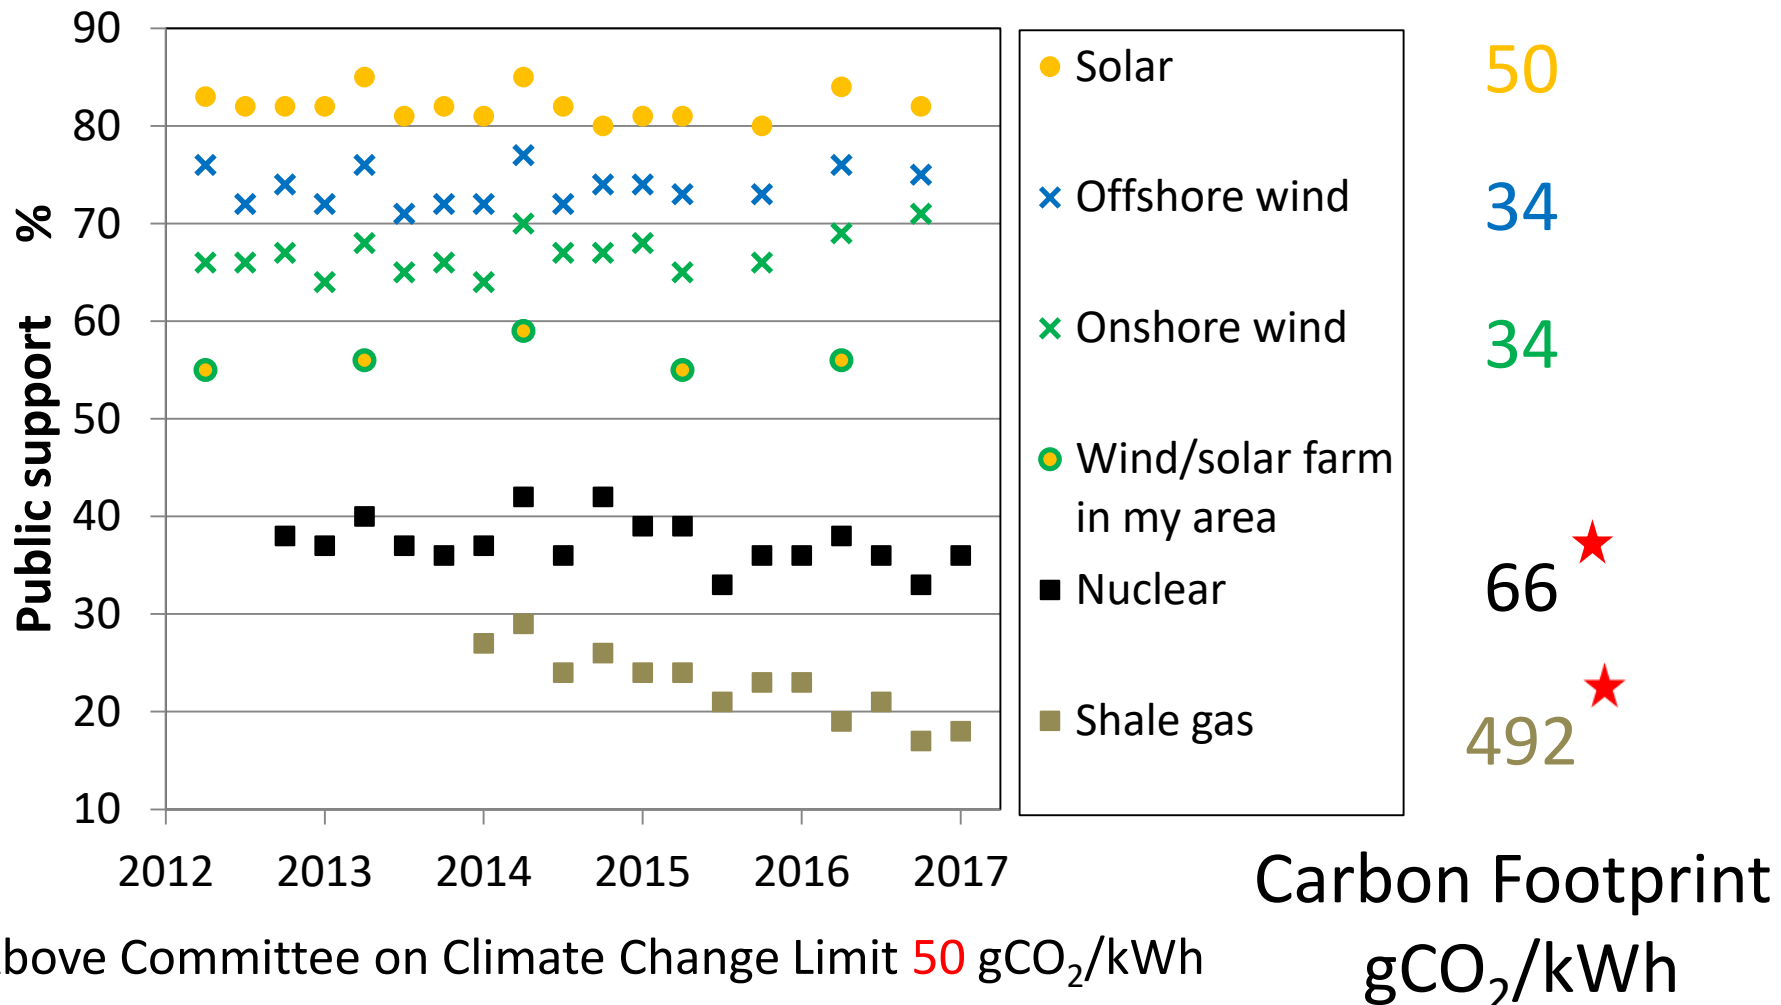 90
80
70
60
50
40
30
20
10
Public support %
2012 2013 2014 2015 2016 2017
Solar
Offshore wind
Onshore wind
Wind/solar farm
in my area
Nuclear
Shale gas
50
34
34
66
492
Carbon Footprint
gCO₂/kWh
Committee on Climate Change Limit 50 gCO₂/kWh